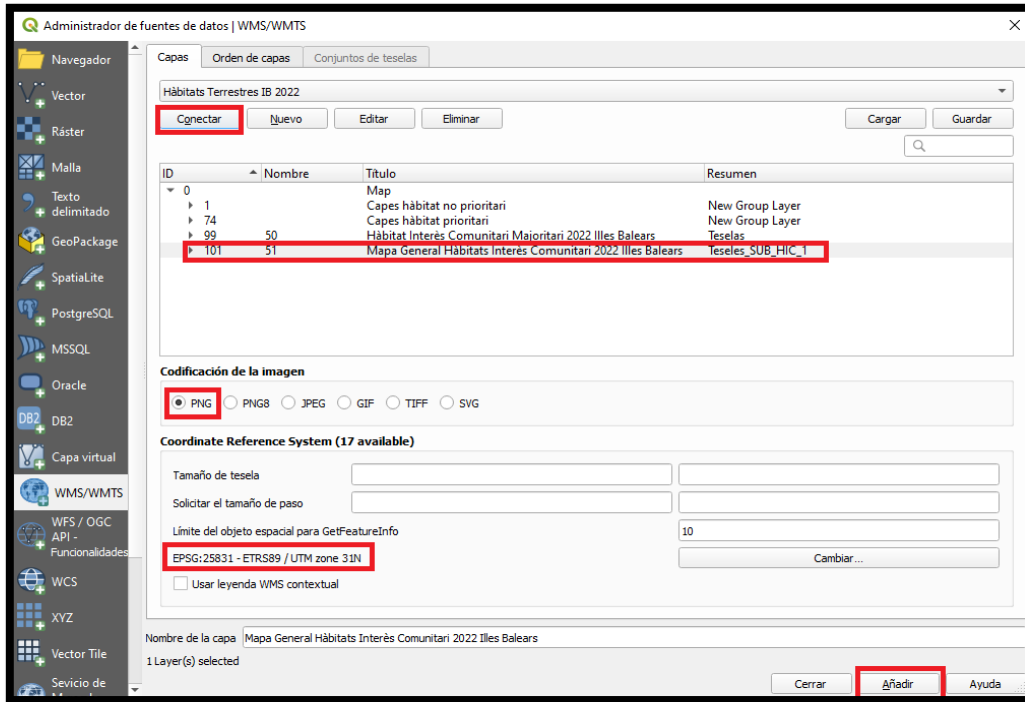 Administrador de fuentes de datos | WMS/WMTS
Navegador
Vector
Ráster
Malla
Texto
delimitado
GeoPackage
SpatiaLite
PostgreSQL
MSSQL
Oracle
DB2
DB2
Capa virtual
WMS/WMTS
WFS / OGC
API -
Funcionalidades
WCS
XYZ
Vector Tile
Sevicio de
Capas Orden de capas Conjuntos de teselas
Hàbitats Terrestres IB 2022
Conectar Nuevo Editar Eliminar Cargar Guardar
ID Nombre Título Resumen
0 Map
1 Capes hàbitat no prioritari New Group Layer
74 Capes hàbitat prioritari New Group Layer
99 50 Hàbitat Interès Comunitari Majoritari 2022 Illes Balears Teselas
101 51 Mapa General Hàbitats Interès Comunitari 2022 Illes Balears Teseles_SUB_HIC_1
Codificación de la imagen
PNG PNG8 JPEG GIF TIFF SVG
Coordinate Reference System (17 available)
Tamaño de tesela
Solicitar el tamaño de paso
Límite del objeto espacial para GetFeatureInfo 10
EPSG:25831 - ETRS89 / UTM zone 31N Cambiar...
Usar leyenda WMS contextual
Nombre de la capa Mapa General Hàbitats Interès Comunitari 2022 Illes Balears
1 Layer(s) selected
Cerrar Añadir Ayuda